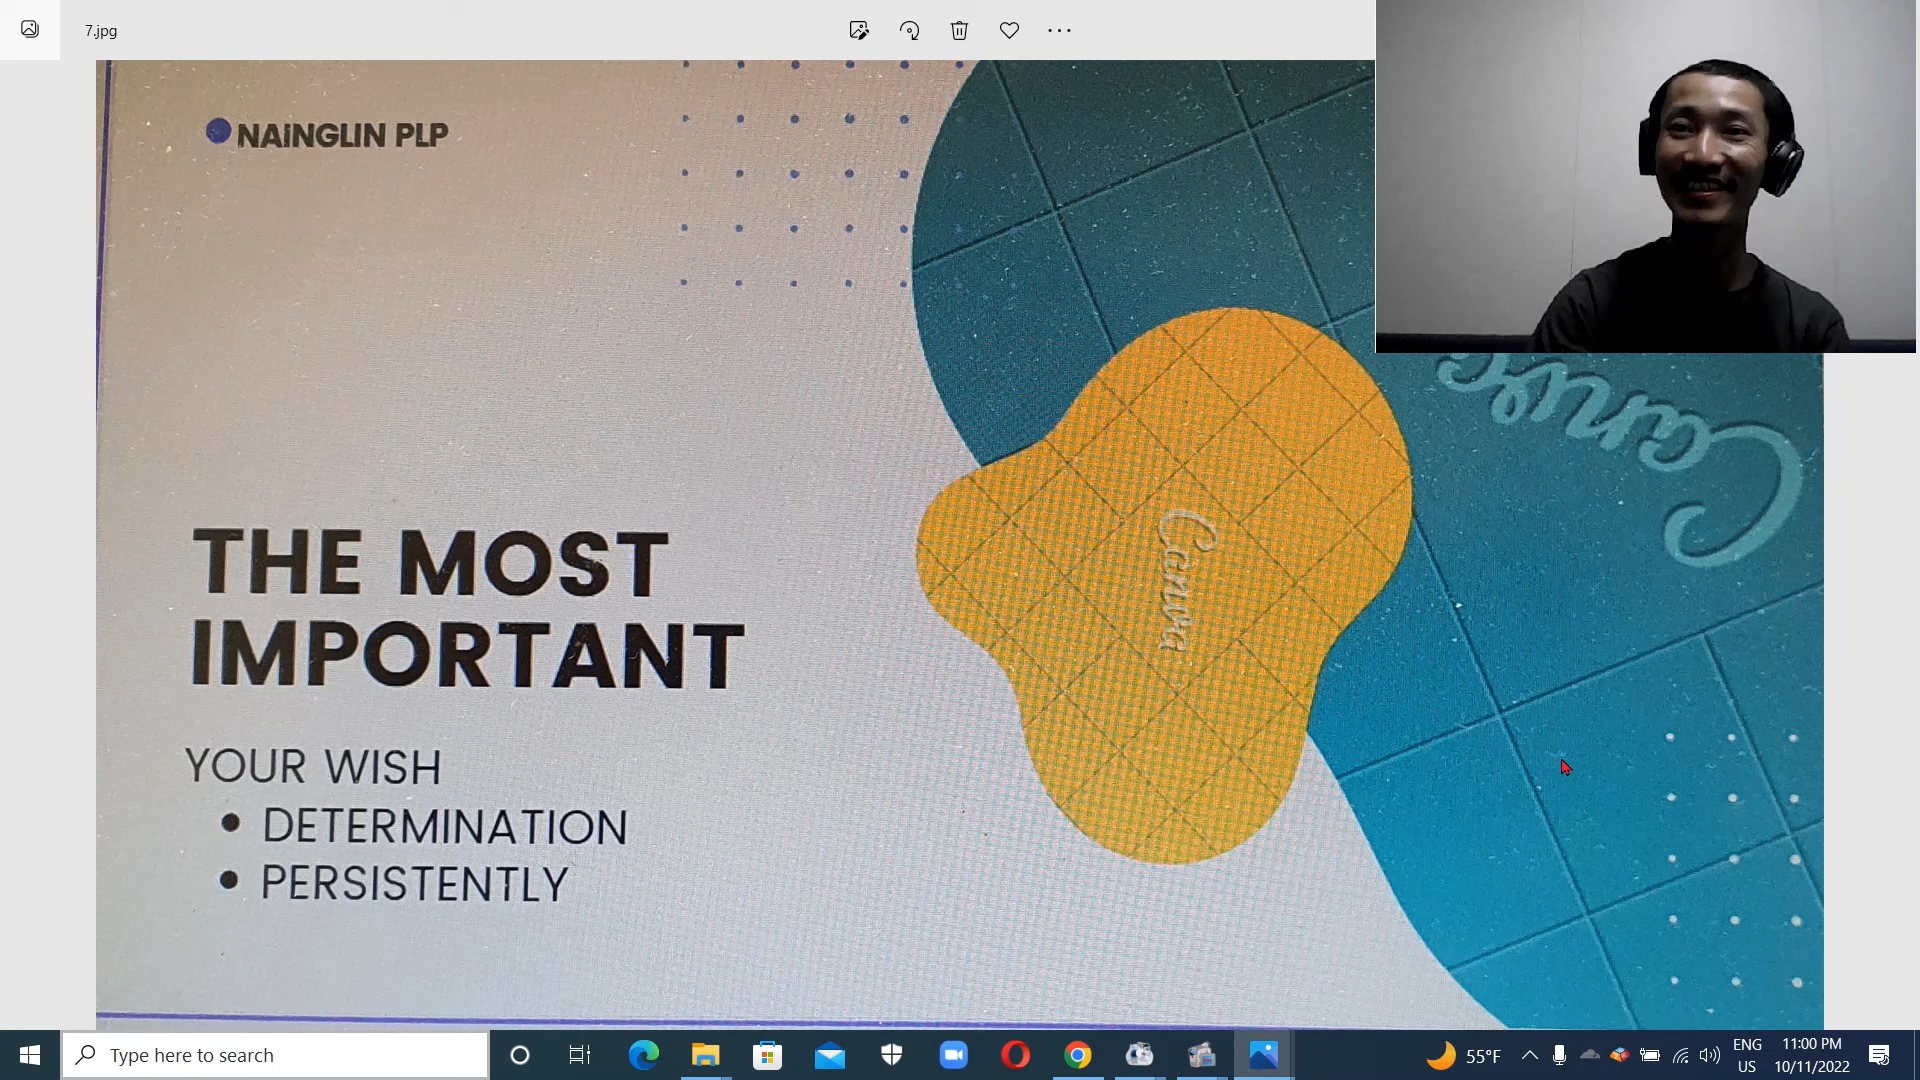 7.jpg
NAINGLIN PLP
THE MOST
IMPORTANT
YOUR WISH
• DETERMINATION
• PERSISTENTLY
Canva
Canva
Type here to search
55°F
ENG
US
11:00 PM
10/11/2022